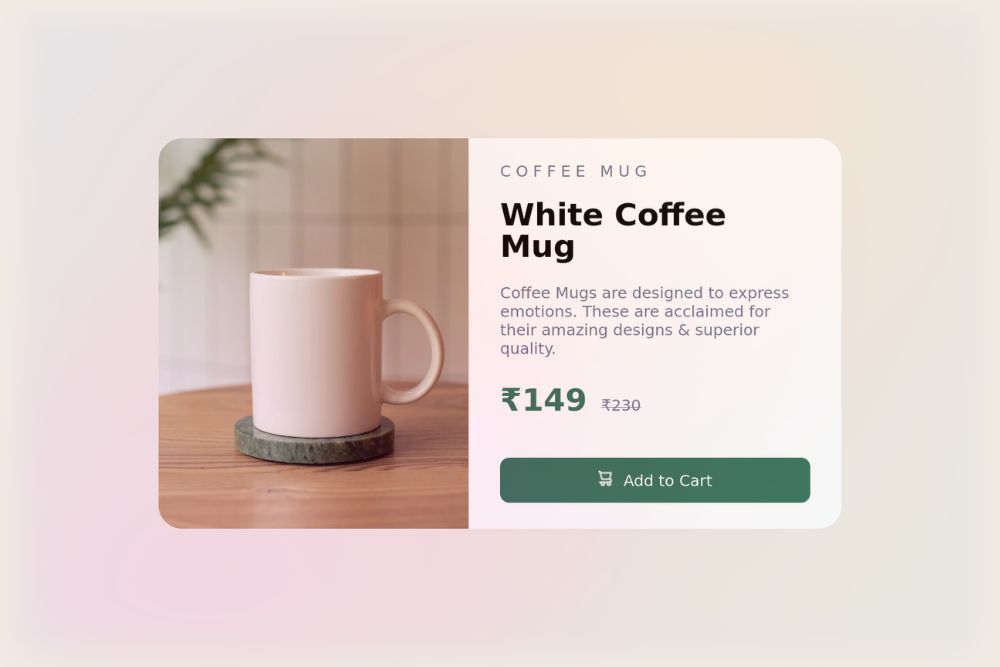 COFFEE MUG
White Coffee
Mug
Coffee Mugs are designed to express
emotions. These are acclaimed for
their amazing designs & superior
quality.
₹149 ₹230
Add to Cart